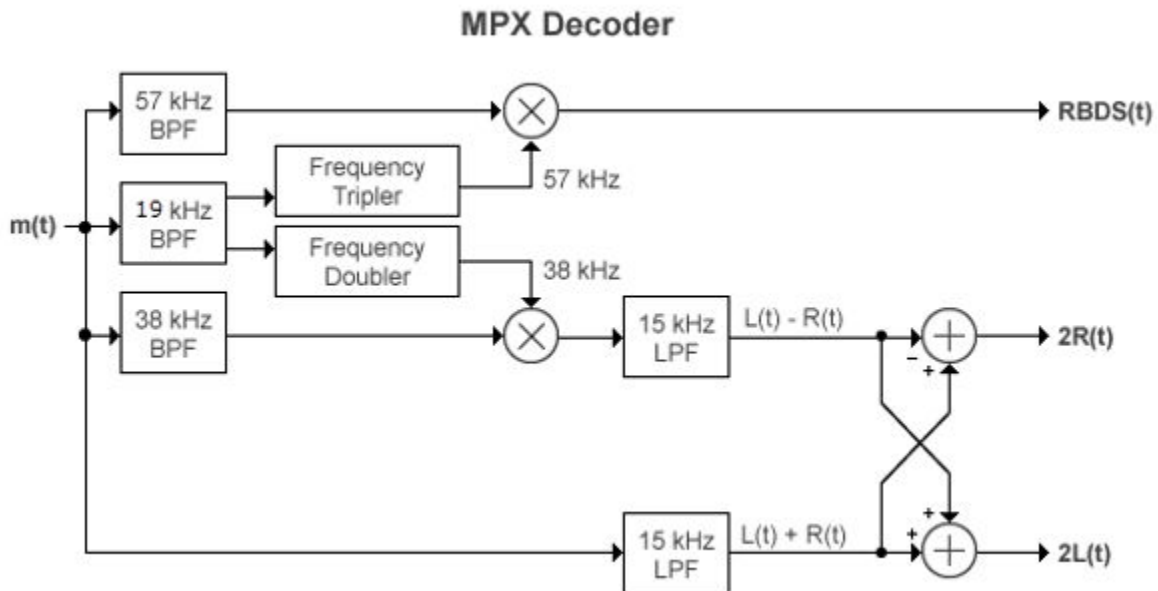 MPX Decoder
57 kHz
BPF
RBDS(t)
Frequency
Tripler
57 kHz
19 kHz
BPF
m(t)
Frequency
Doubler
38 kHz
38 kHz
BPF
15 kHz
LPF
L(t) - R(t)
2R(t)
-
+
+
+
15 kHz
LPF
L(t) + R(t)
2L(t)